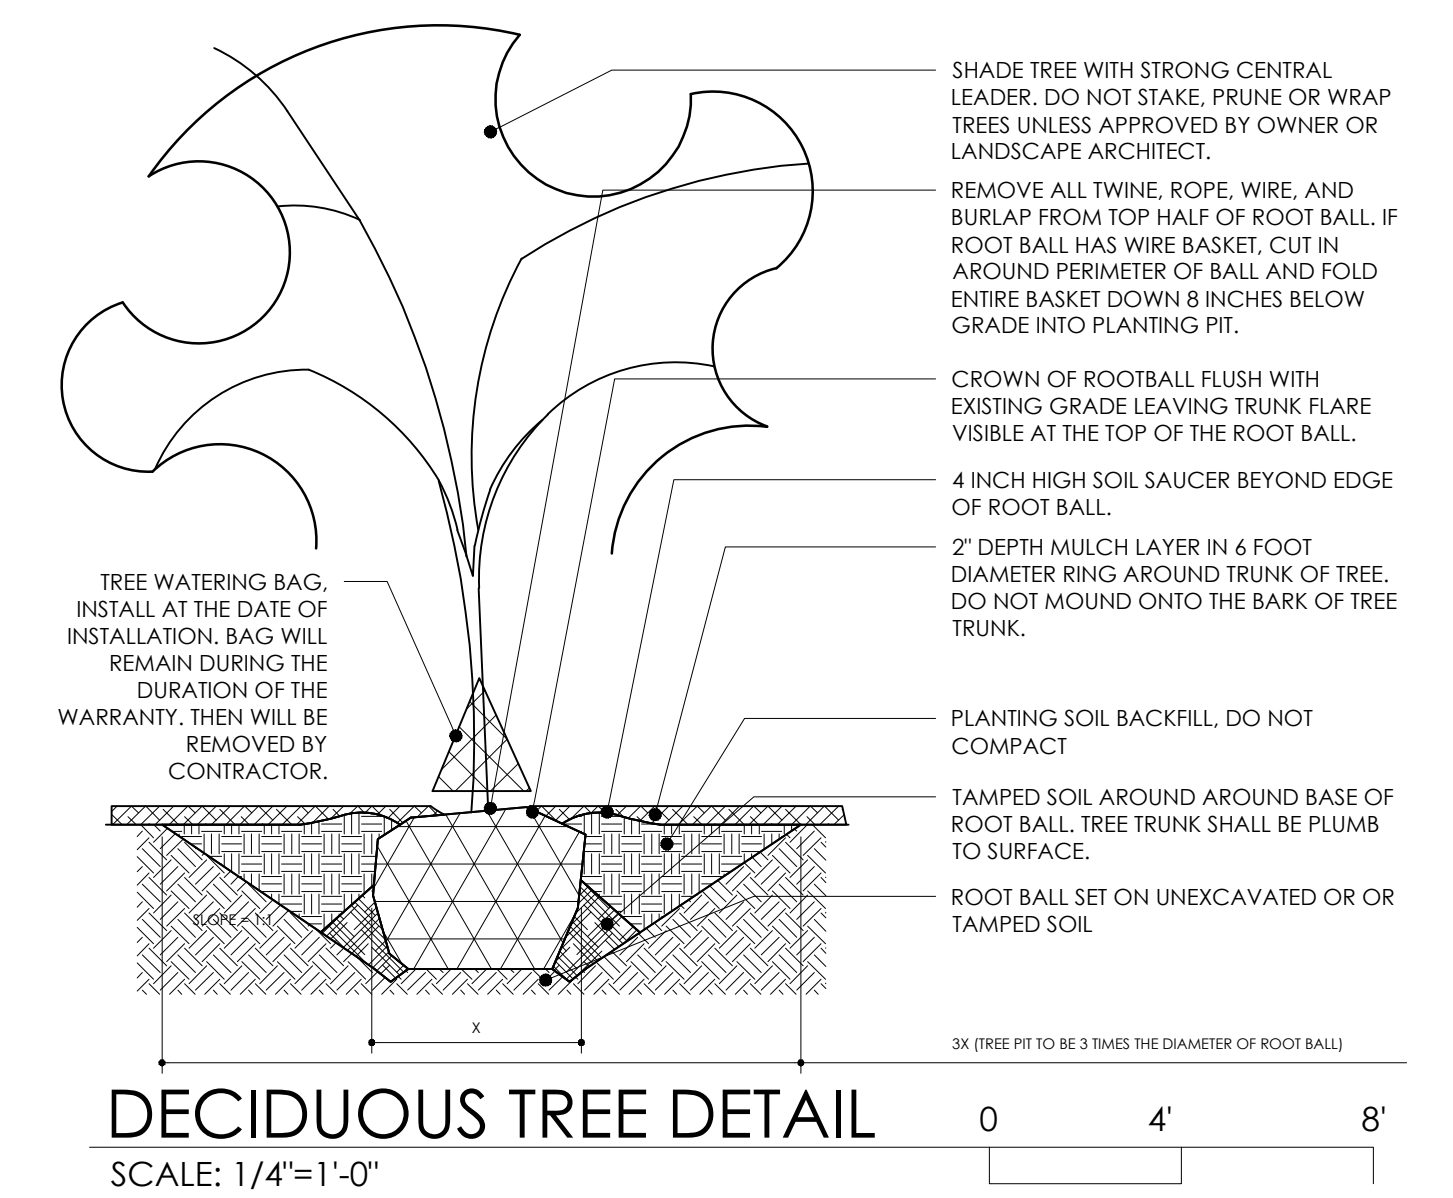 SHADE TREE WITH STRONG CENTRAL
LEADER. DO NOT STAKE, PRUNE OR WRAP
TREES UNLESS APPROVED BY OWNER OR
LANDSCAPE ARCHITECT.
REMOVE ALL TWINE, ROPE, WIRE, AND
BURLAP FROM TOP HALF OF ROOT BALL. IF
ROOT BALL HAS WIRE BASKET, CUT IN
AROUND PERIMETER OF BALL AND FOLD
ENTIRE BASKET DOWN 8 INCHES BELOW
GRADE INTO PLANTING PIT.
CROWN OF ROOTBALL FLUSH WITH
EXISTING GRADE LEAVING TRUNK FLARE
VISIBLE AT THE TOP OF THE ROOT BALL.
4 INCH HIGH SOIL SAUCER BEYOND EDGE
OF ROOT BALL.
2" DEPTH MULCH LAYER IN 6 FOOT
DIAMETER RING AROUND TRUNK OF TREE.
DO NOT MOUND ONTO THE BARK OF TREE
TRUNK.
TREE WATERING BAG,
INSTALL AT THE DATE OF
INSTALLATION. BAG WILL
REMAIN DURING THE
DURATION OF THE
WARRANTY. THEN WILL BE
REMOVED BY
CONTRACTOR.
PLANTING SOIL BACKFILL, DO NOT
COMPACT
TAMPED SOIL AROUND AROUND BASE OF
ROOT BALL. TREE TRUNK SHALL BE PLUMB
TO SURFACE.
ROOT BALL SET ON UNEXCAVATED OR OR
TAMPED SOIL
SLOPE = 1:1
X
3X (TREE PIT TO BE 3 TIMES THE DIAMETER OF ROOT BALL)
DECIDUOUS TREE DETAIL
0 4' 8'
SCALE: 1/4"=1'-0"